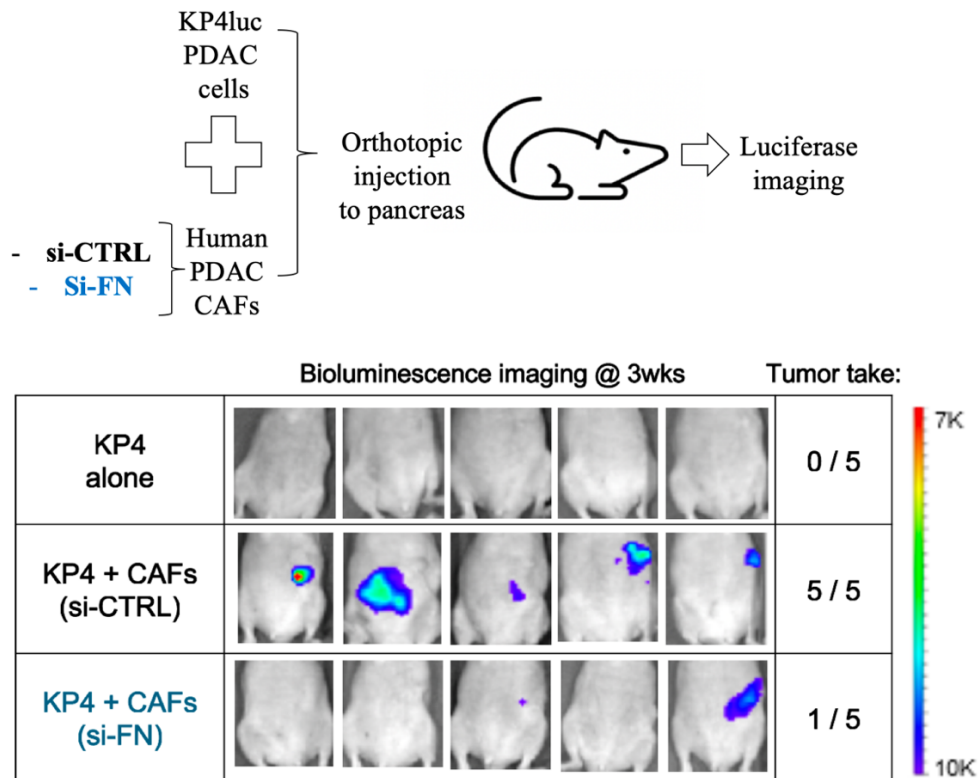 KP4luc
PDAC
cells
Orthotopic
injection
to pancreas
Luciferase
imaging
- si-CTRL
- Si-FN
Human
PDAC
CAFs
Bioluminescence imaging @ 3wks
Tumor take:
KP4
alone
0 / 5
KP4 + CAFs
(si-CTRL)
5 / 5
KP4 + CAFs
(si-FN)
1 / 5
7K
10K